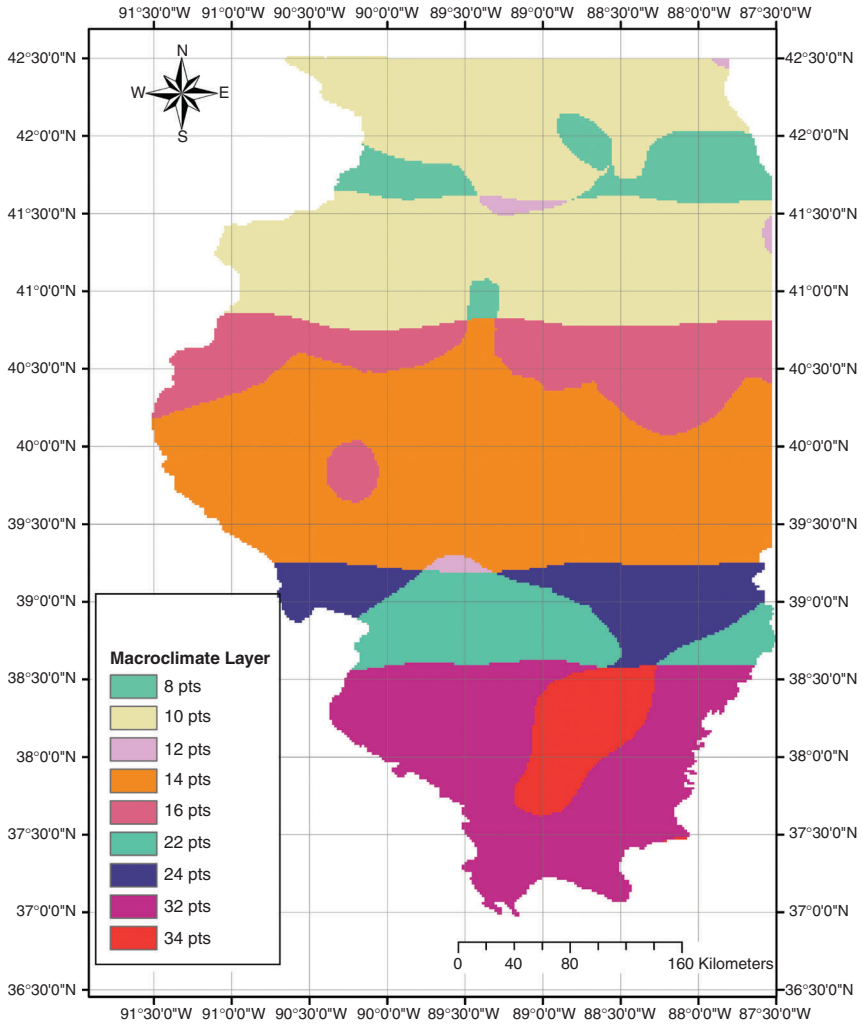 91°30'0"W 91°0'0"W 90°30'0"W 90°0'0"W 89°30'0"W 89°0'0"W 88°30'0"W 88°0'0"W 87°30'0"W
N
W E
S
42°30'0"N 42°30'0"N
42°0'0"N 42°0'0"N
41°30'0"N 41°30'0"N
41°0'0"N 41°0'0"N
40°30'0"N 40°30'0"N
40°0'0"N 40°0'0"N
39°30'0"N 39°30'0"N
39°0'0"N 39°0'0"N
38°30'0"N 38°30'0"N
38°0'0"N 38°0'0"N
37°30'0"N 37°30'0"N
37°0'0"N 37°0'0"N
36°30'0"N 36°30'0"N
Macroclimate Layer
8 pts
10 pts
12 pts
14 pts
16 pts
22 pts
24 pts
32 pts
34 pts
0 40 80 160 Kilometers
91°30'0"W 91°0'0"W 90°30'0"W 90°0'0"W 89°30'0"W 89°0'0"W 88°30'0"W 88°0'0"W 87°30'0"W